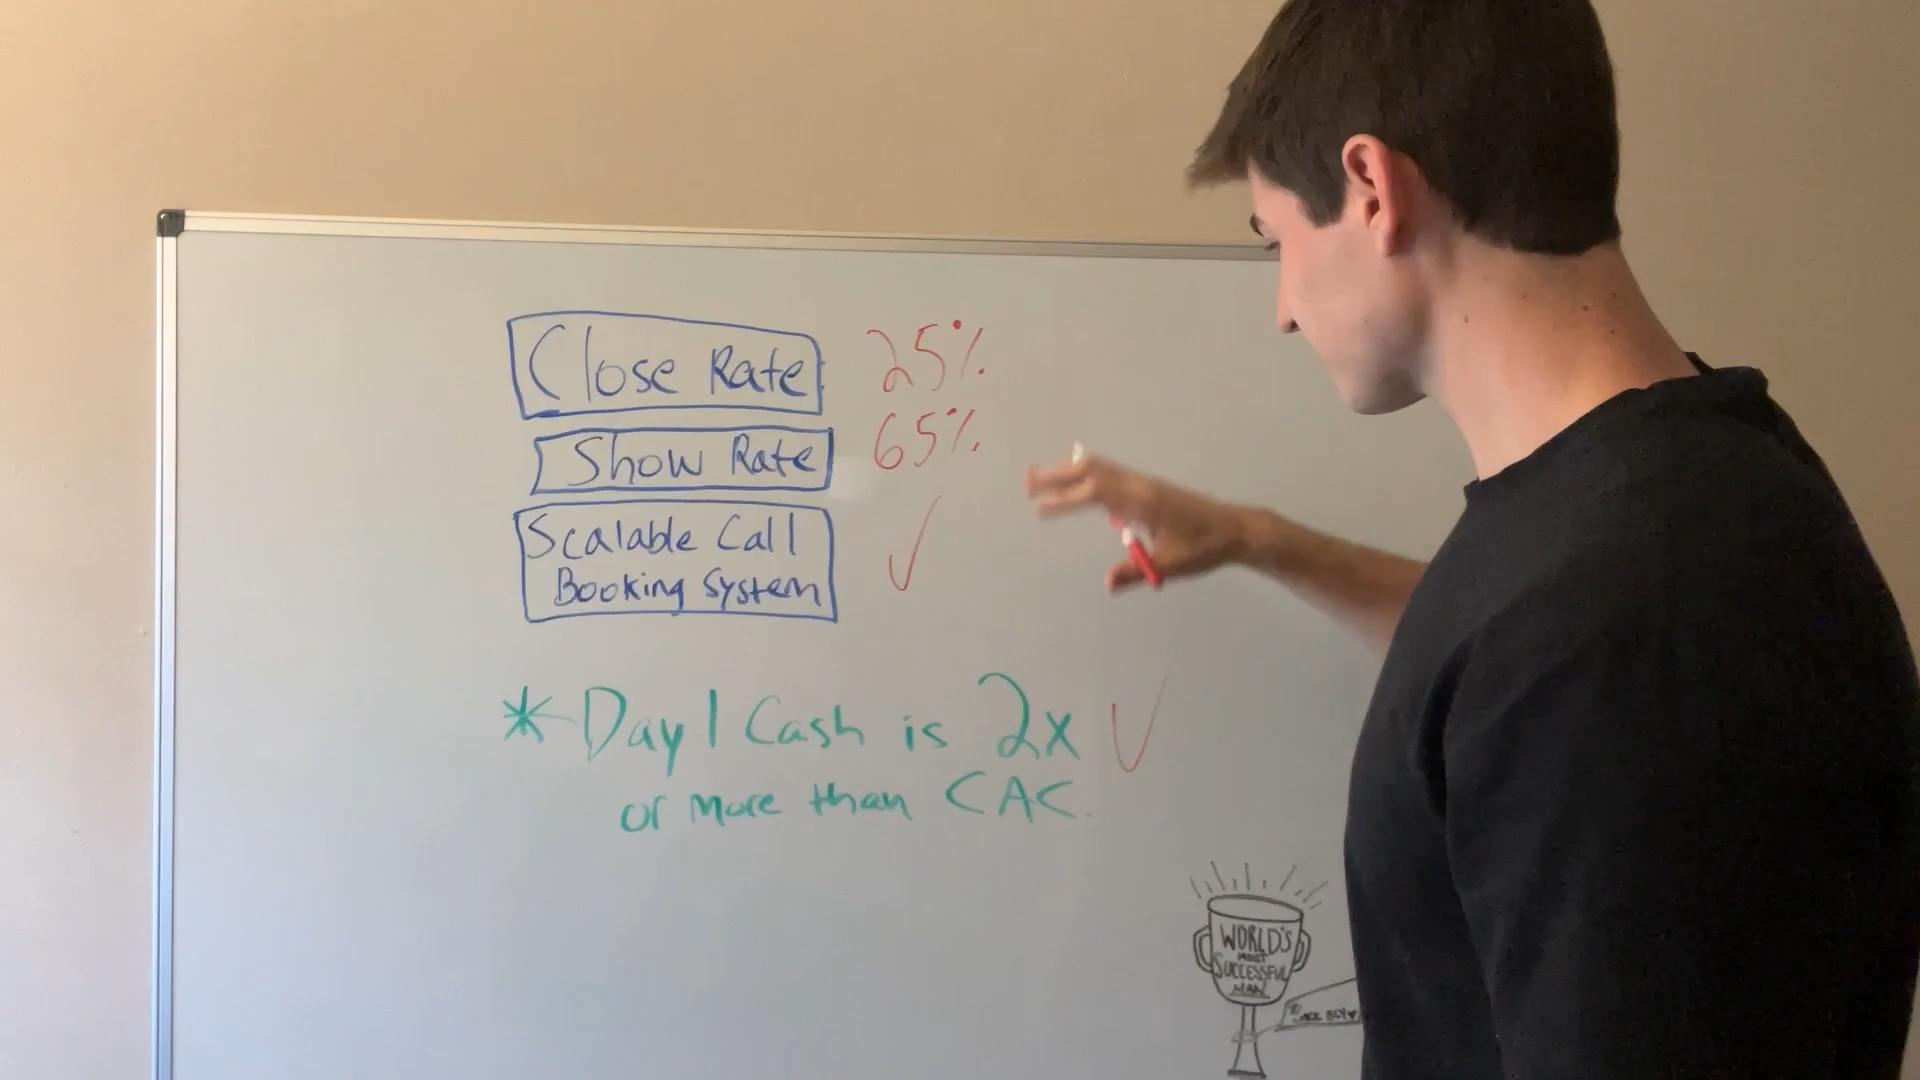 Close Rate 25%
Show Rate 65%
Scalable Call
Booking System
* Day 1 Cash is 2x
or more than CAC.
WORLD'S
MOST
SUCCESSFUL
MAN